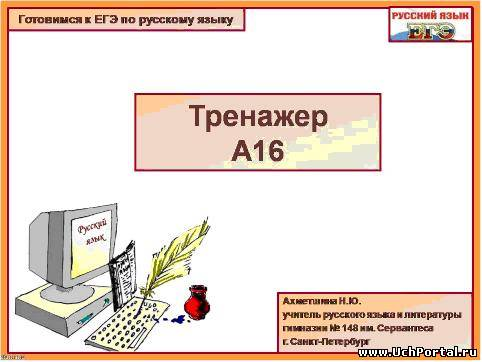 Готовимся к ЕГЭ по русскому языку
РУССКИЙ ЯЗЫК
ЕГЭ
Тренажер
А16
Русский
язык
Ахметшина Н.Ю.
учитель русского языка и литературы
гимназии № 148 им. Сервантеса
г. Санкт-Петербург
www.UchPortal.ru